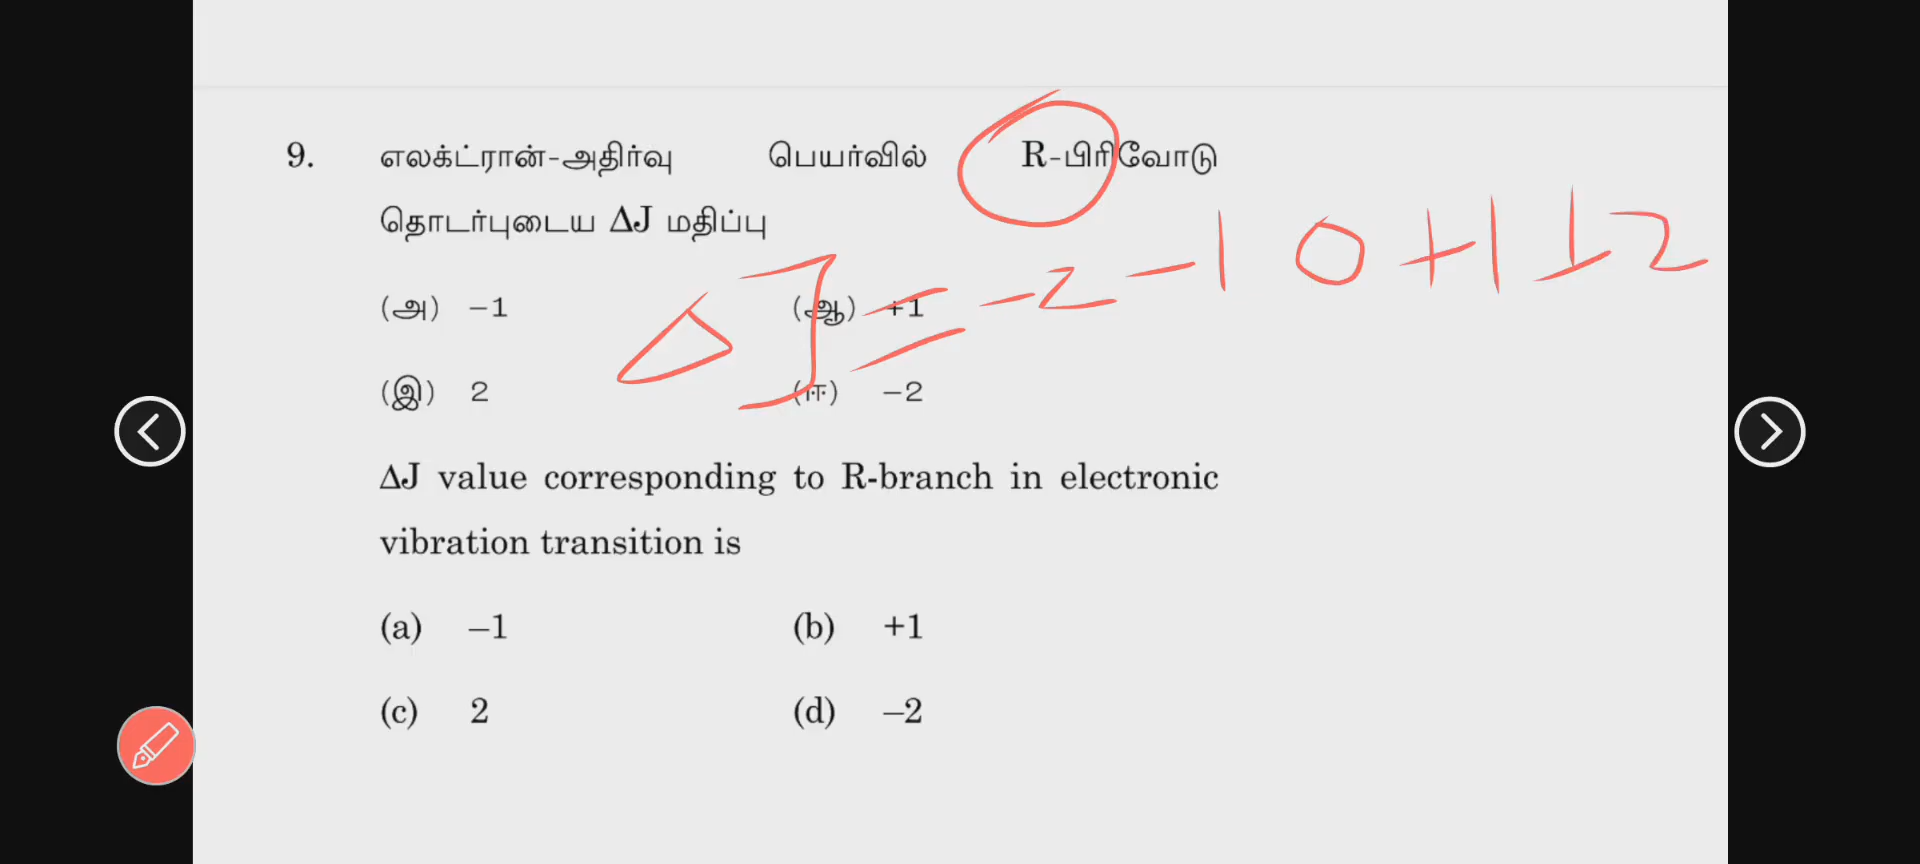 9. எலக்ட்ரான்-அதிர்வு பெயர்வில் R-பிரிவோடு
தொடர்புடைய ΔJ மதிப்பு
ΔJ = -2 -1 0 +1 +2
(அ) –1 (ஆ) +1
(இ) 2 (ஈ) –2
ΔJ value corresponding to R-branch in electronic
vibration transition is
(a) –1 (b) +1
(c) 2 (d) –2